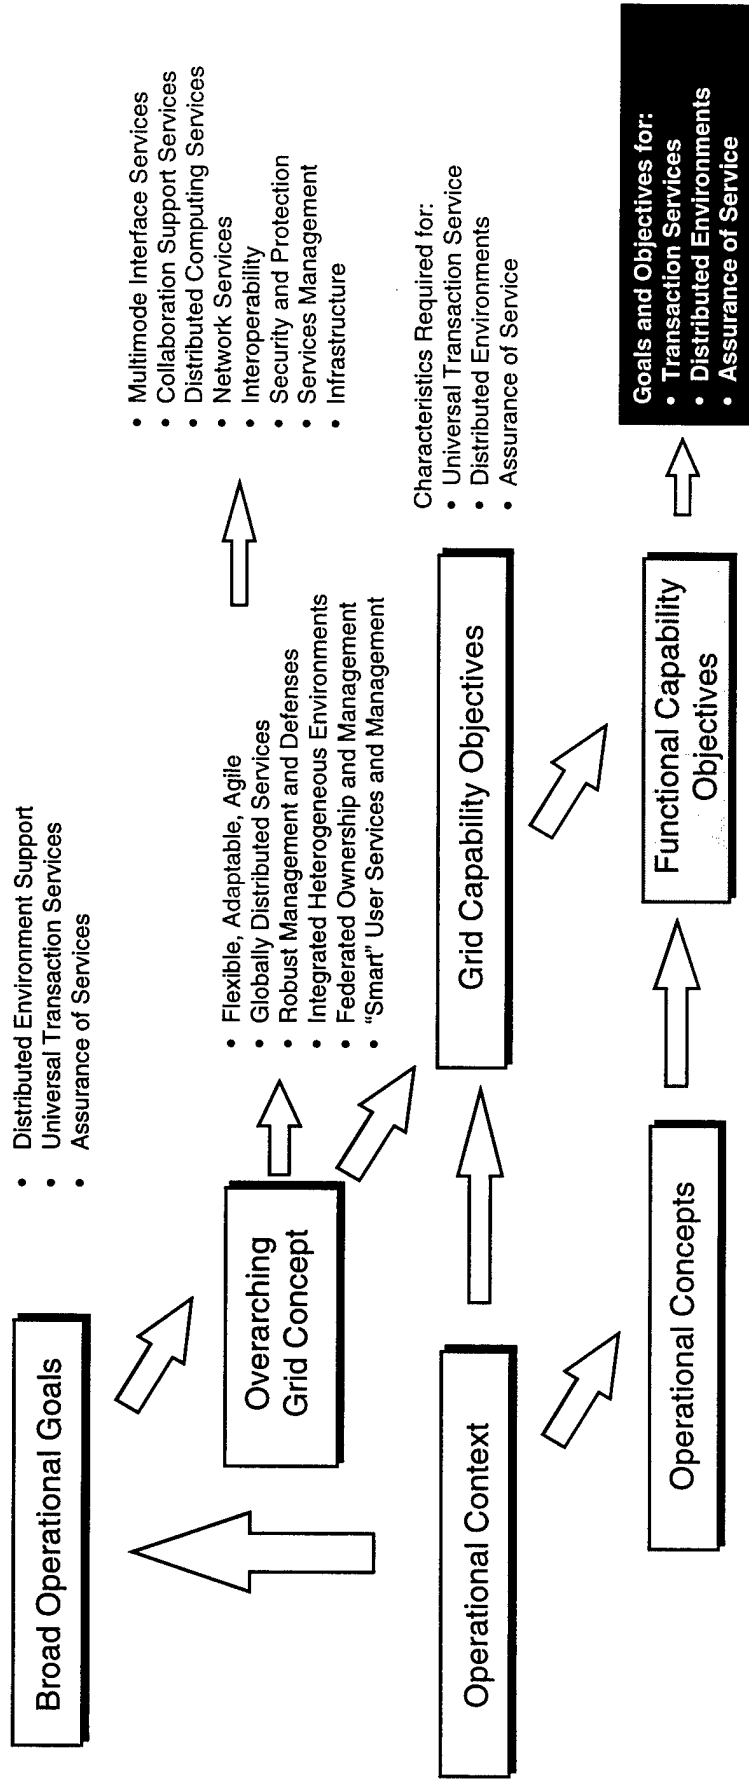 Broad Operational Goals
• Distributed Environment Support
• Universal Transaction Services
• Assurance of Services
Overarching
Grid Concept
• Flexible, Adaptable, Agile
• Globally Distributed Services
• Robust Management and Defenses
• Integrated Heterogeneous Environments
• Federated Ownership and Management
• “Smart” User Services and Management
• Multimode Interface Services
• Collaboration Support Services
• Distributed Computing Services
• Network Services
• Interoperability
• Security and Protection
• Services Management
• Infrastructure
Operational Context
Grid Capability Objectives
Characteristics Required for:
• Universal Transaction Service
• Distributed Environments
• Assurance of Service
Operational Concepts
Functional Capability
Objectives
Goals and Objectives for:
• Transaction Services
• Distributed Environments
• Assurance of Service